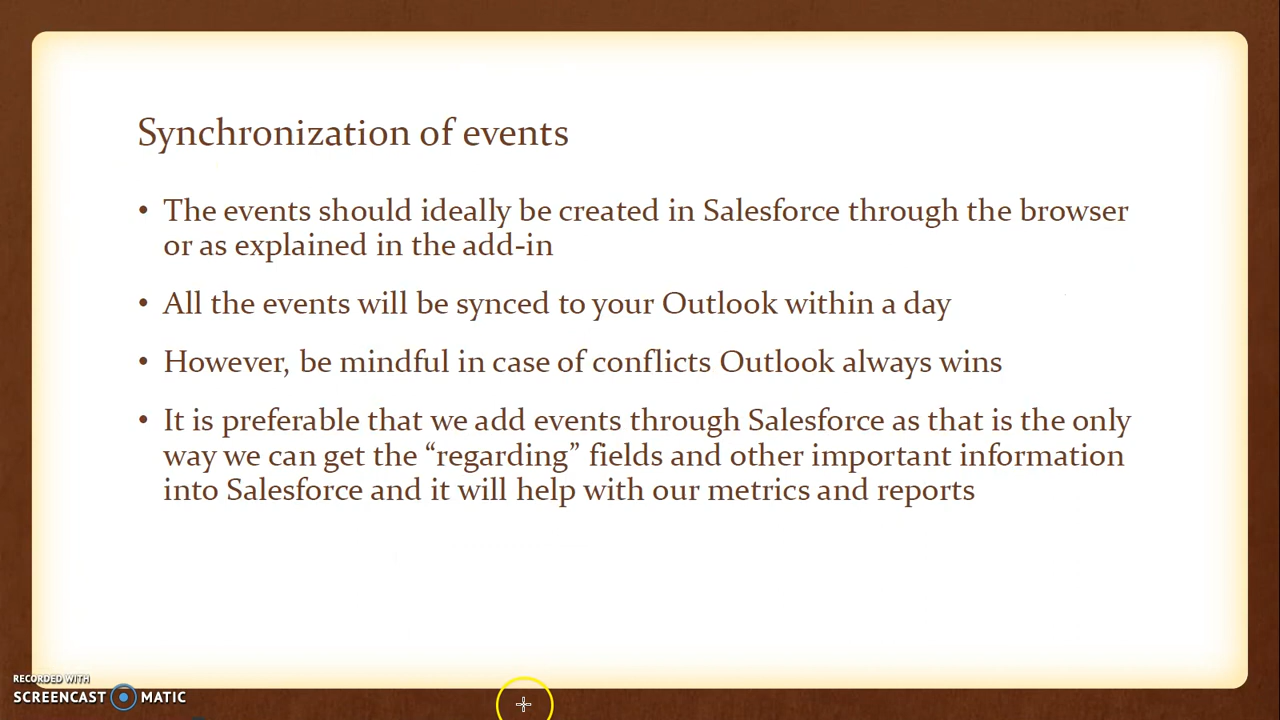 Synchronization of events
• The events should ideally be created in Salesforce through the browser
or as explained in the add-in
• All the events will be synced to your Outlook within a day
• However, be mindful in case of conflicts Outlook always wins
• It is preferable that we add events through Salesforce as that is the only
way we can get the “regarding” fields and other important information
into Salesforce and it will help with our metrics and reports
RECORDED WITH
SCREENCAST MATIC